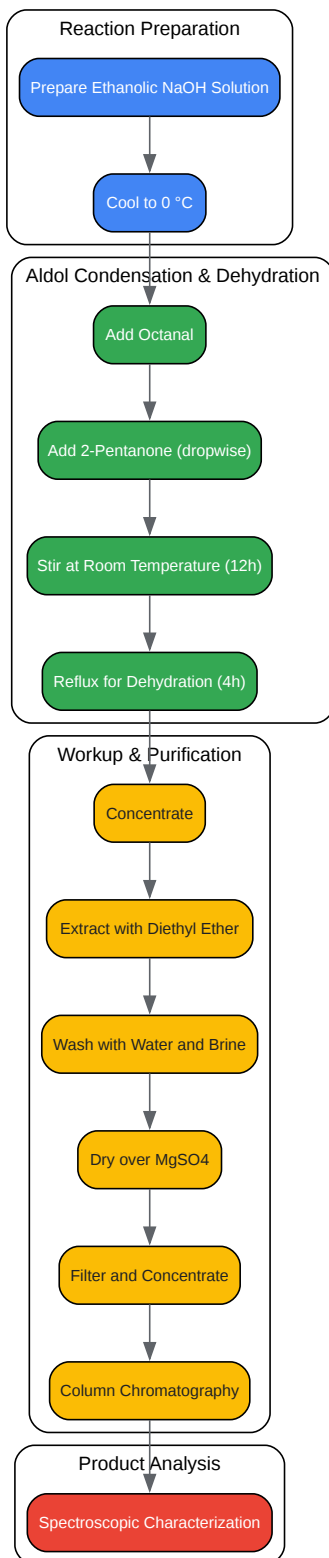 Reaction Preparation
Prepare Ethanolic NaOH Solution
Cool to 0 °C
Aldol Condensation & Dehydration
Add Octanal
Add 2-Pentanone (dropwise)
Stir at Room Temperature (12h)
Reflux for Dehydration (4h)
Workup & Purification
Concentrate
Extract with Diethyl Ether
Wash with Water and Brine
Dry over MgSO4
Filter and Concentrate
Column Chromatography
Product Analysis
Spectroscopic Characterization